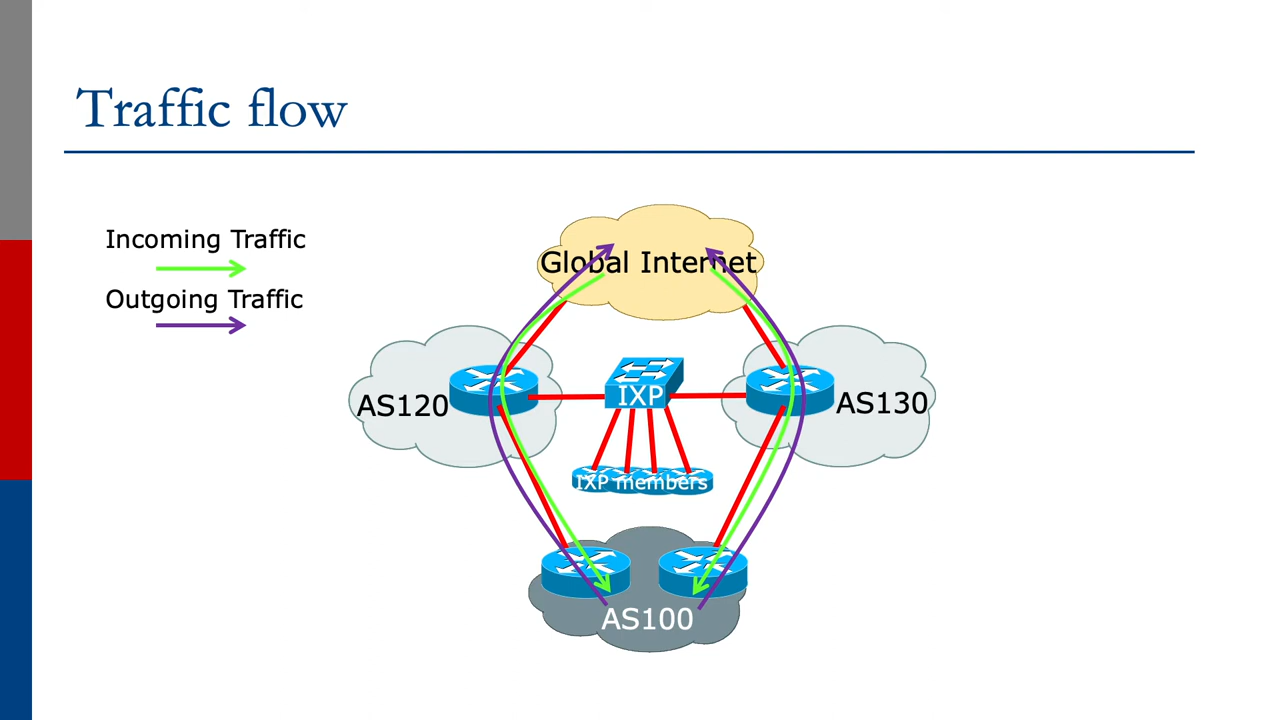 Traffic flow
Incoming Traffic
Outgoing Traffic
Global Internet
AS120
IXP
AS130
IXP members
AS100